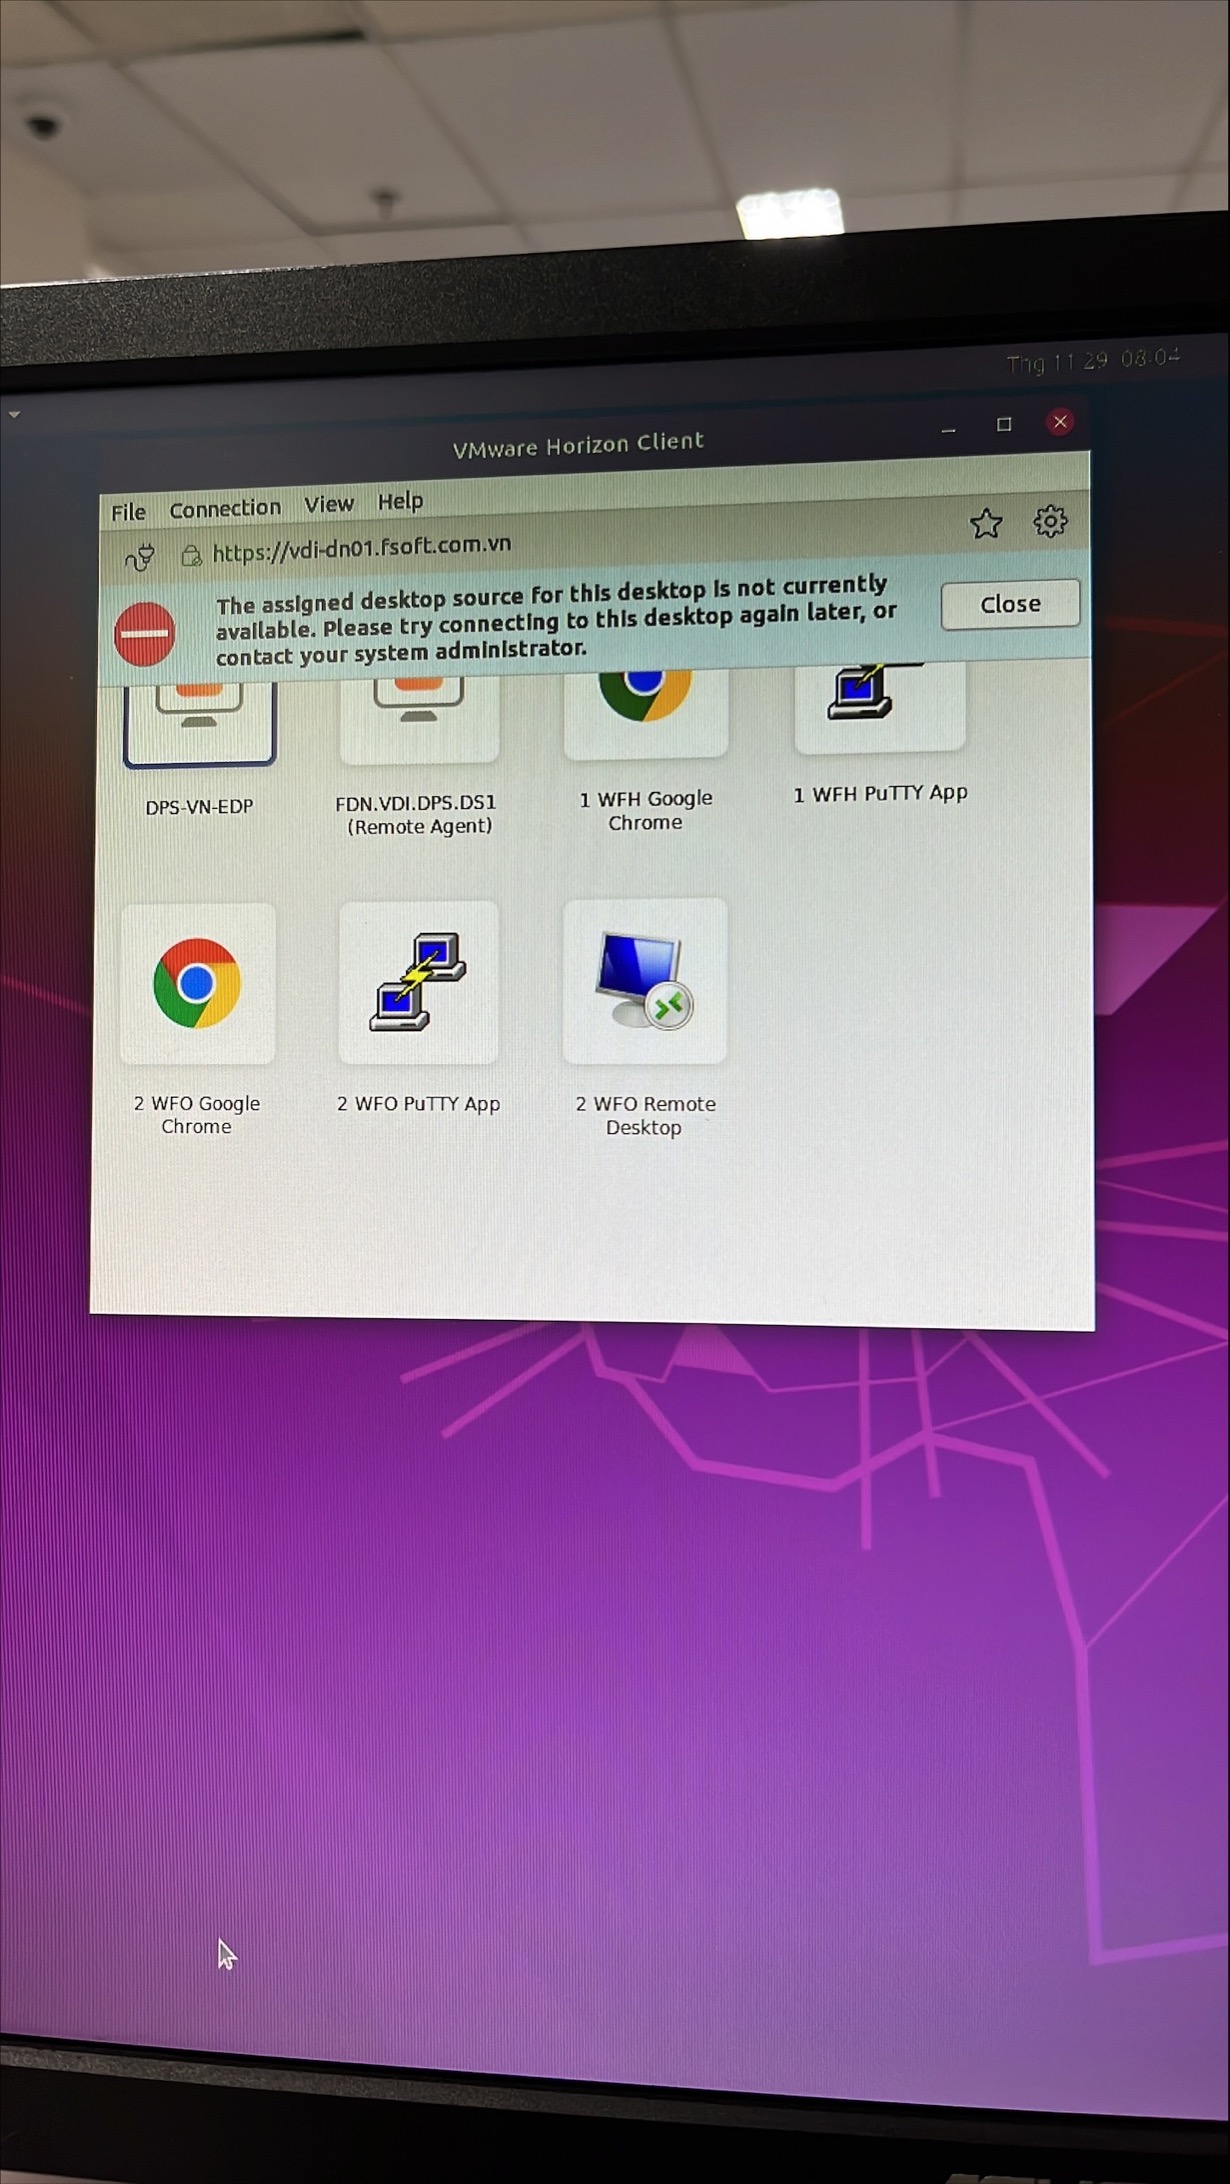 Thg 11 29 08:04
VMware Horizon Client
File Connection View Help
https://vdi-dn01.fsoft.com.vn
The assigned desktop source for this desktop is not currently
available. Please try connecting to this desktop again later, or
contact your system administrator.
Close
DPS-VN-EDP
FDN.VDI.DPS.DS1
(Remote Agent)
1 WFH Google
Chrome
1 WFH PuTTY App
2 WFO Google
Chrome
2 WFO PuTTY App
2 WFO Remote
Desktop